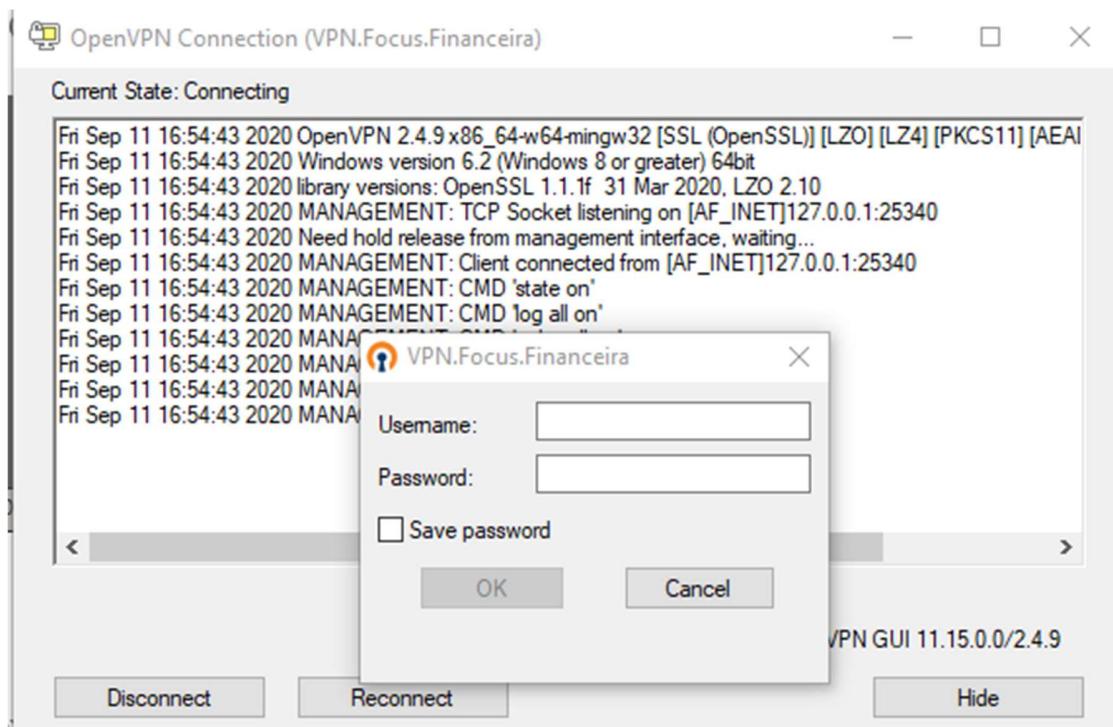 OpenVPN Connection (VPN.Focus.Financeira)
Current State: Connecting
Fri Sep 11 16:54:43 2020 OpenVPN 2.4.9 x86_64-w64-mingw32 [SSL (OpenSSL)] [LZO] [LZ4] [PKCS11] [AEAD
Fri Sep 11 16:54:43 2020 Windows version 6.2 (Windows 8 or greater) 64bit
Fri Sep 11 16:54:43 2020 library versions: OpenSSL 1.1.1f 31 Mar 2020, LZO 2.10
Fri Sep 11 16:54:43 2020 MANAGEMENT: TCP Socket listening on [AF_INET]127.0.0.1:25340
Fri Sep 11 16:54:43 2020 Need hold release from management interface, waiting...
Fri Sep 11 16:54:43 2020 MANAGEMENT: Client connected from [AF_INET]127.0.0.1:25340
Fri Sep 11 16:54:43 2020 MANAGEMENT: CMD 'state on'
Fri Sep 11 16:54:43 2020 MANAGEMENT: CMD 'log all on'
Fri Sep 11 16:54:43 2020 MANAGEMENT: CMD
Fri Sep 11 16:54:43 2020 MANA
Fri Sep 11 16:54:43 2020 MANA
Fri Sep 11 16:54:43 2020 MANA
VPN.Focus.Financeira
Username:
Password:
Save password
OK
Cancel
VPN GUI 11.15.0.0/2.4.9
Disconnect
Reconnect
Hide